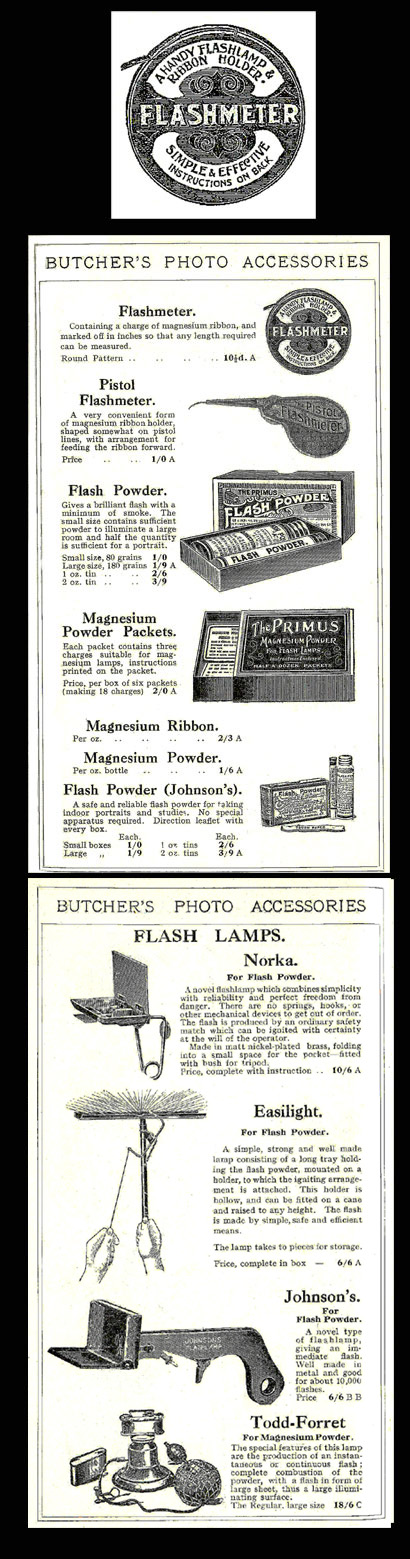 A HANDY FLASHLAMP &
RIBBON HOLDER.
FLASHMETER
SIMPLE & EFFECTIVE
INSTRUCTIONS ON BACK
BUTCHER'S PHOTO ACCESSORIES
Flashmeter.
Containing a charge of magnesium ribbon, and
marked off in inches so that any length required
can be measured.
Round Pattern .. .. .. .. 10½d. A
A HANDY FLASHLAMP &
RIBBON HOLDER.
FLASHMETER
SIMPLE & EFFECTIVE
INSTRUCTIONS ON BACK
Pistol
Flashmeter.
A very convenient form
of magnesium ribbon holder,
shaped somewhat on pistol
lines, with arrangement for
feeding the ribbon forward.
Price .. .. 1/0 A
Pistol
Flashmeter
Flash Powder.
Gives a brilliant flash with a
minimum of smoke. The
small size contains sufficient
powder to illuminate a large
room and half the quantity
is sufficient for a portrait.
Small size, 80 grains 1/0
Large size, 180 grains 1/9 A
1 oz. tin .. .. 2/6
2 oz. tin .. .. 3/9
THE PRIMUS
FLASH POWDER
FLASH POWDER.
Magnesium
Powder Packets.
Each packet contains three
charges suitable for mag-
nesium lamps, instructions
printed on the packet.
Price, per box of six packets
(making 18 charges) 2/0 A
The PRIMUS
MAGNESIUM POWDER
FOR FLASH LAMPS.
Instructions Enclosed
HALF A DOZEN PACKETS
Magnesium Ribbon.
Per oz. .. .. .. .. 2/3 A
Magnesium Powder.
Per oz. bottle .. .. .. 1/6 A
Flash Powder (Johnson's).
A safe and reliable flash powder for taking
indoor portraits and studies. No special
apparatus required. Direction leaflet with
every box.
Each. Each.
Small boxes 1/0 1 oz tins 2/6
Large ,, 1/9 2 oz. tins 3/9 A
Flash Powder
BUTCHER'S PHOTO ACCESSORIES
FLASH LAMPS.
Norka.
For Flash Powder.
A novel flashlamp which combines simplicity
with reliability and perfect freedom from
danger. There are no springs, hooks, or
other mechanical devices to get out of order.
The flash is produced by an ordinary safety
match which can be ignited with certainty
at the will of the operator.
Made in matt nickel-plated brass, folding
into a small space for the pocket—fitted
with bush for tripod.
Price, complete with instruction .. 10/6 A
Easilight.
For Flash Powder.
A simple, strong and well made
lamp consisting of a long tray hold-
ing the flash powder, mounted on a
holder, to which the igniting arrange-
ment is attached. This holder is
hollow, and can be fitted on a cane
and raised to any height. The flash
is made by simple, safe and efficient
means.
The lamp takes to pieces for storage.
Price, complete in box — 6/6 A
Johnson's.
For
Flash Powder.
A novel type
of flashlamp,
giving an im-
mediate flash.
Well made in
metal and good
for about 10,000
flashes.
Price 6/6 B B
JOHNSONS
FLASHLAMP
Todd-Forret
For Magnesium Powder.
The special features of this lamp
are the production of an instan-
taneous or continuous flash;
complete combustion of the
powder, with a flash in form of
large sheet, thus a large illumi-
nating surface.
The Regular, large size 18/6 C